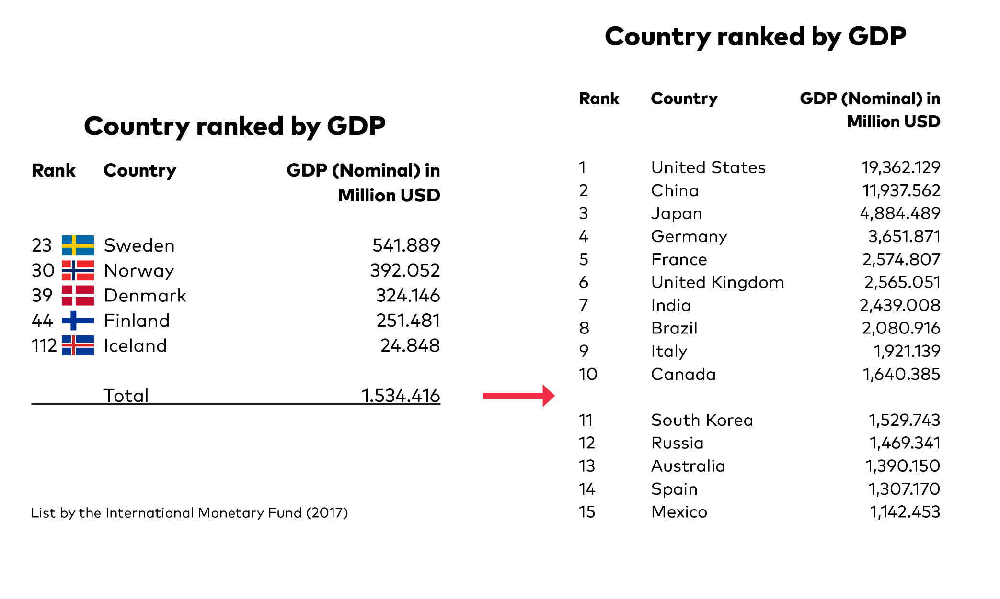 Country ranked by GDP
Rank Country GDP (Nominal) in
Million USD
23 Sweden 541.889
30 Norway 392.052
39 Denmark 324.146
44 Finland 251.481
112 Iceland 24.848
Total 1.534.416
List by the International Monetary Fund (2017)
Country ranked by GDP
Rank Country GDP (Nominal) in
Million USD
1 United States 19,362.129
2 China 11,937.562
3 Japan 4,884.489
4 Germany 3,651.871
5 France 2,574.807
6 United Kingdom 2,565.051
7 India 2,439.008
8 Brazil 2,080.916
9 Italy 1,921.139
10 Canada 1,640.385
11 South Korea 1,529.743
12 Russia 1,469.341
13 Australia 1,390.150
14 Spain 1,307.170
15 Mexico 1,142.453